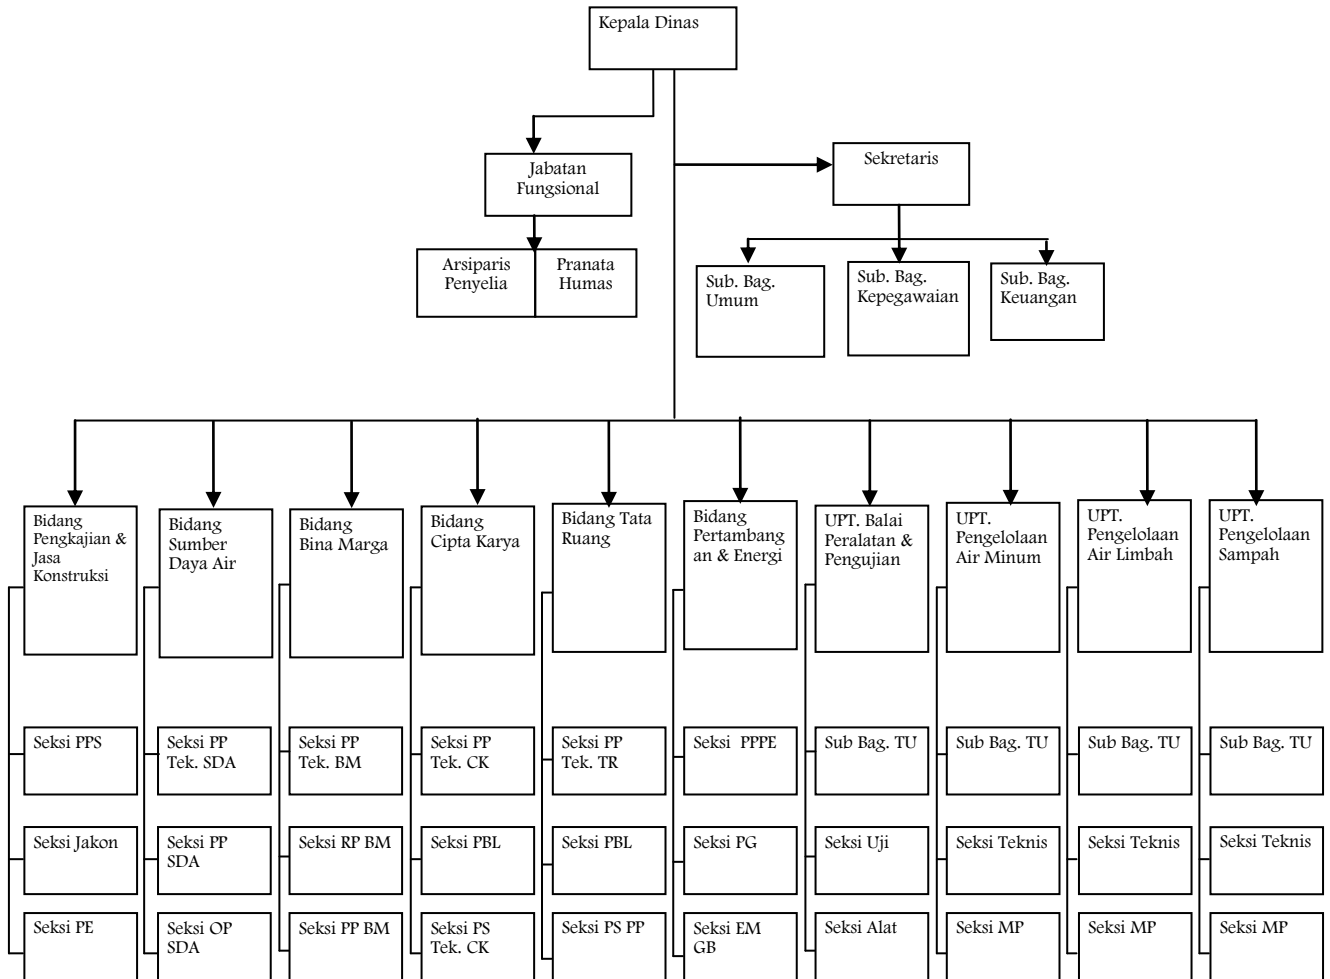 Kepala Dinas
Jabatan
Fungsional
Sekretaris
Arsiparis
Penyelia
Pranata
Humas
Sub. Bag.
Umum
Sub. Bag.
Kepegawaian
Sub. Bag.
Keuangan
Bidang
Pengkajian &
Jasa
Konstruksi
Bidang
Sumber
Daya Air
Bidang
Bina Marga
Bidang
Cipta Karya
Bidang Tata
Ruang
Bidang
Pertambang
an & Energi
UPT. Balai
Peralatan &
Pengujian
UPT.
Pengelolaan
Air Minum
UPT.
Pengelolaan
Air Limbah
UPT.
Pengelolaan
Sampah
Seksi PPS
Seksi PP
Tek. SDA
Seksi PP
Tek. BM
Seksi PP
Tek. CK
Seksi PP
Tek. TR
Seksi PPPE
Sub Bag. TU
Sub Bag. TU
Sub Bag. TU
Sub Bag. TU
Seksi Jakon
Seksi PP
SDA
Seksi RP BM
Seksi PBL
Seksi PBL
Seksi PG
Seksi Uji
Seksi Teknis
Seksi Teknis
Seksi Teknis
Seksi PE
Seksi OP
SDA
Seksi PP BM
Seksi PS
Tek. CK
Seksi PS PP
Seksi EM
GB
Seksi Alat
Seksi MP
Seksi MP
Seksi MP